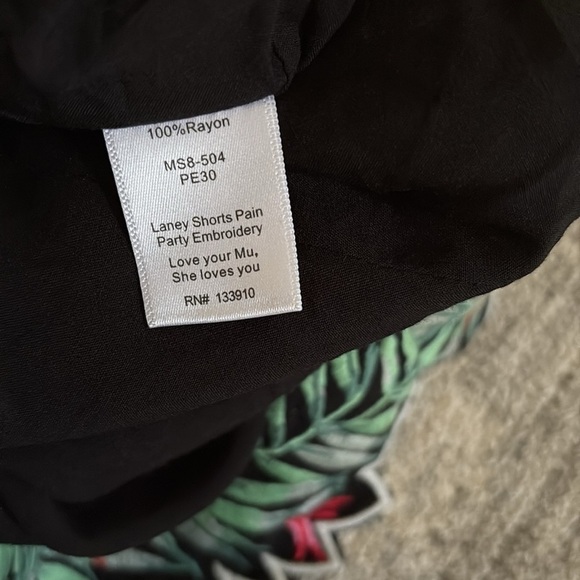 100%Rayon
MS8-504
PE30
Laney Shorts Pain
Party Embroidery
Love your Mu,
She loves you
RN# 133910